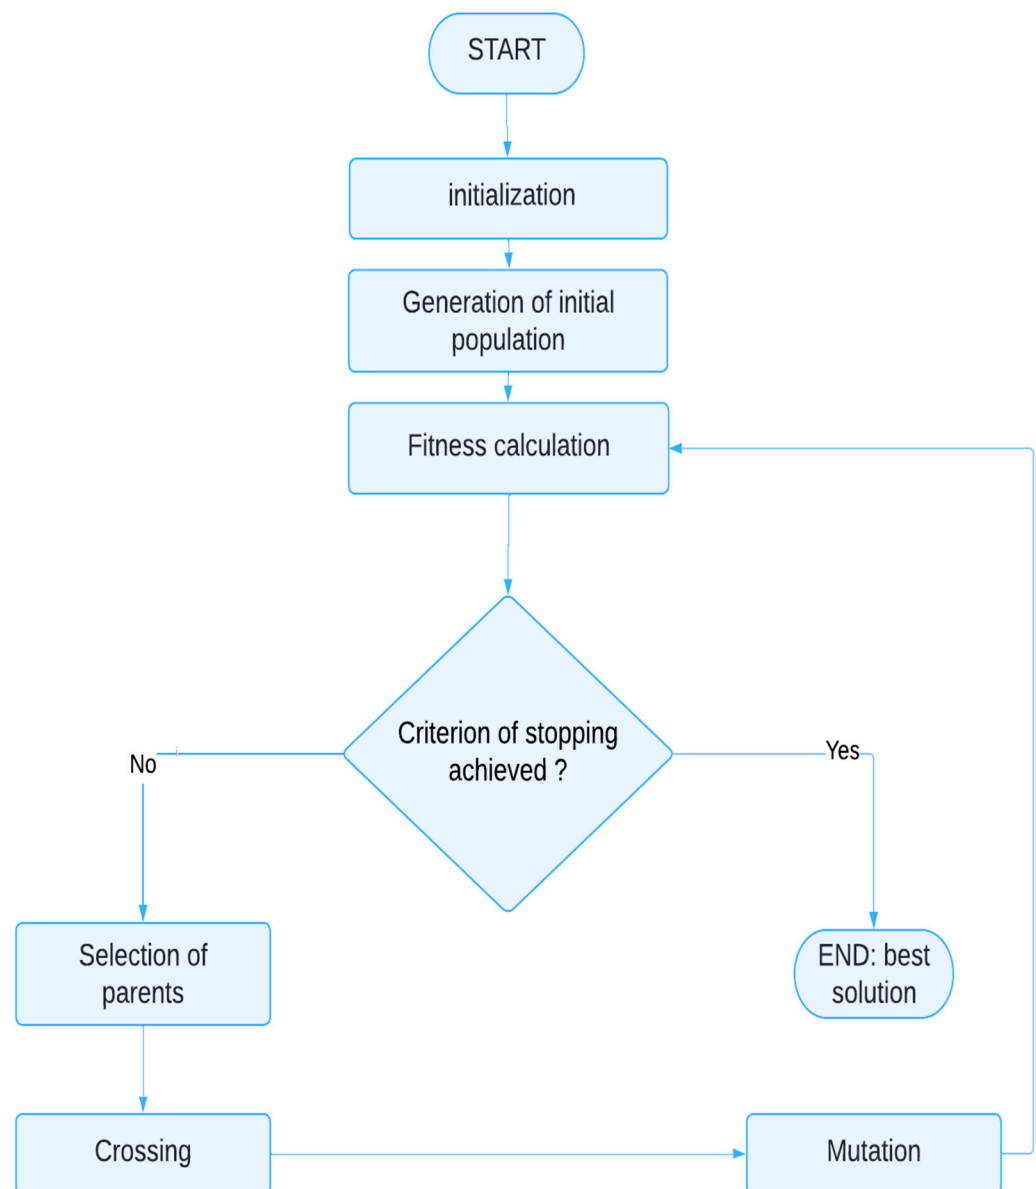 START
initialization
Generation of initial
population
Fitness calculation
Criterion of stopping
achieved ?
No
Yes
Selection of
parents
END: best
solution
Crossing
Mutation